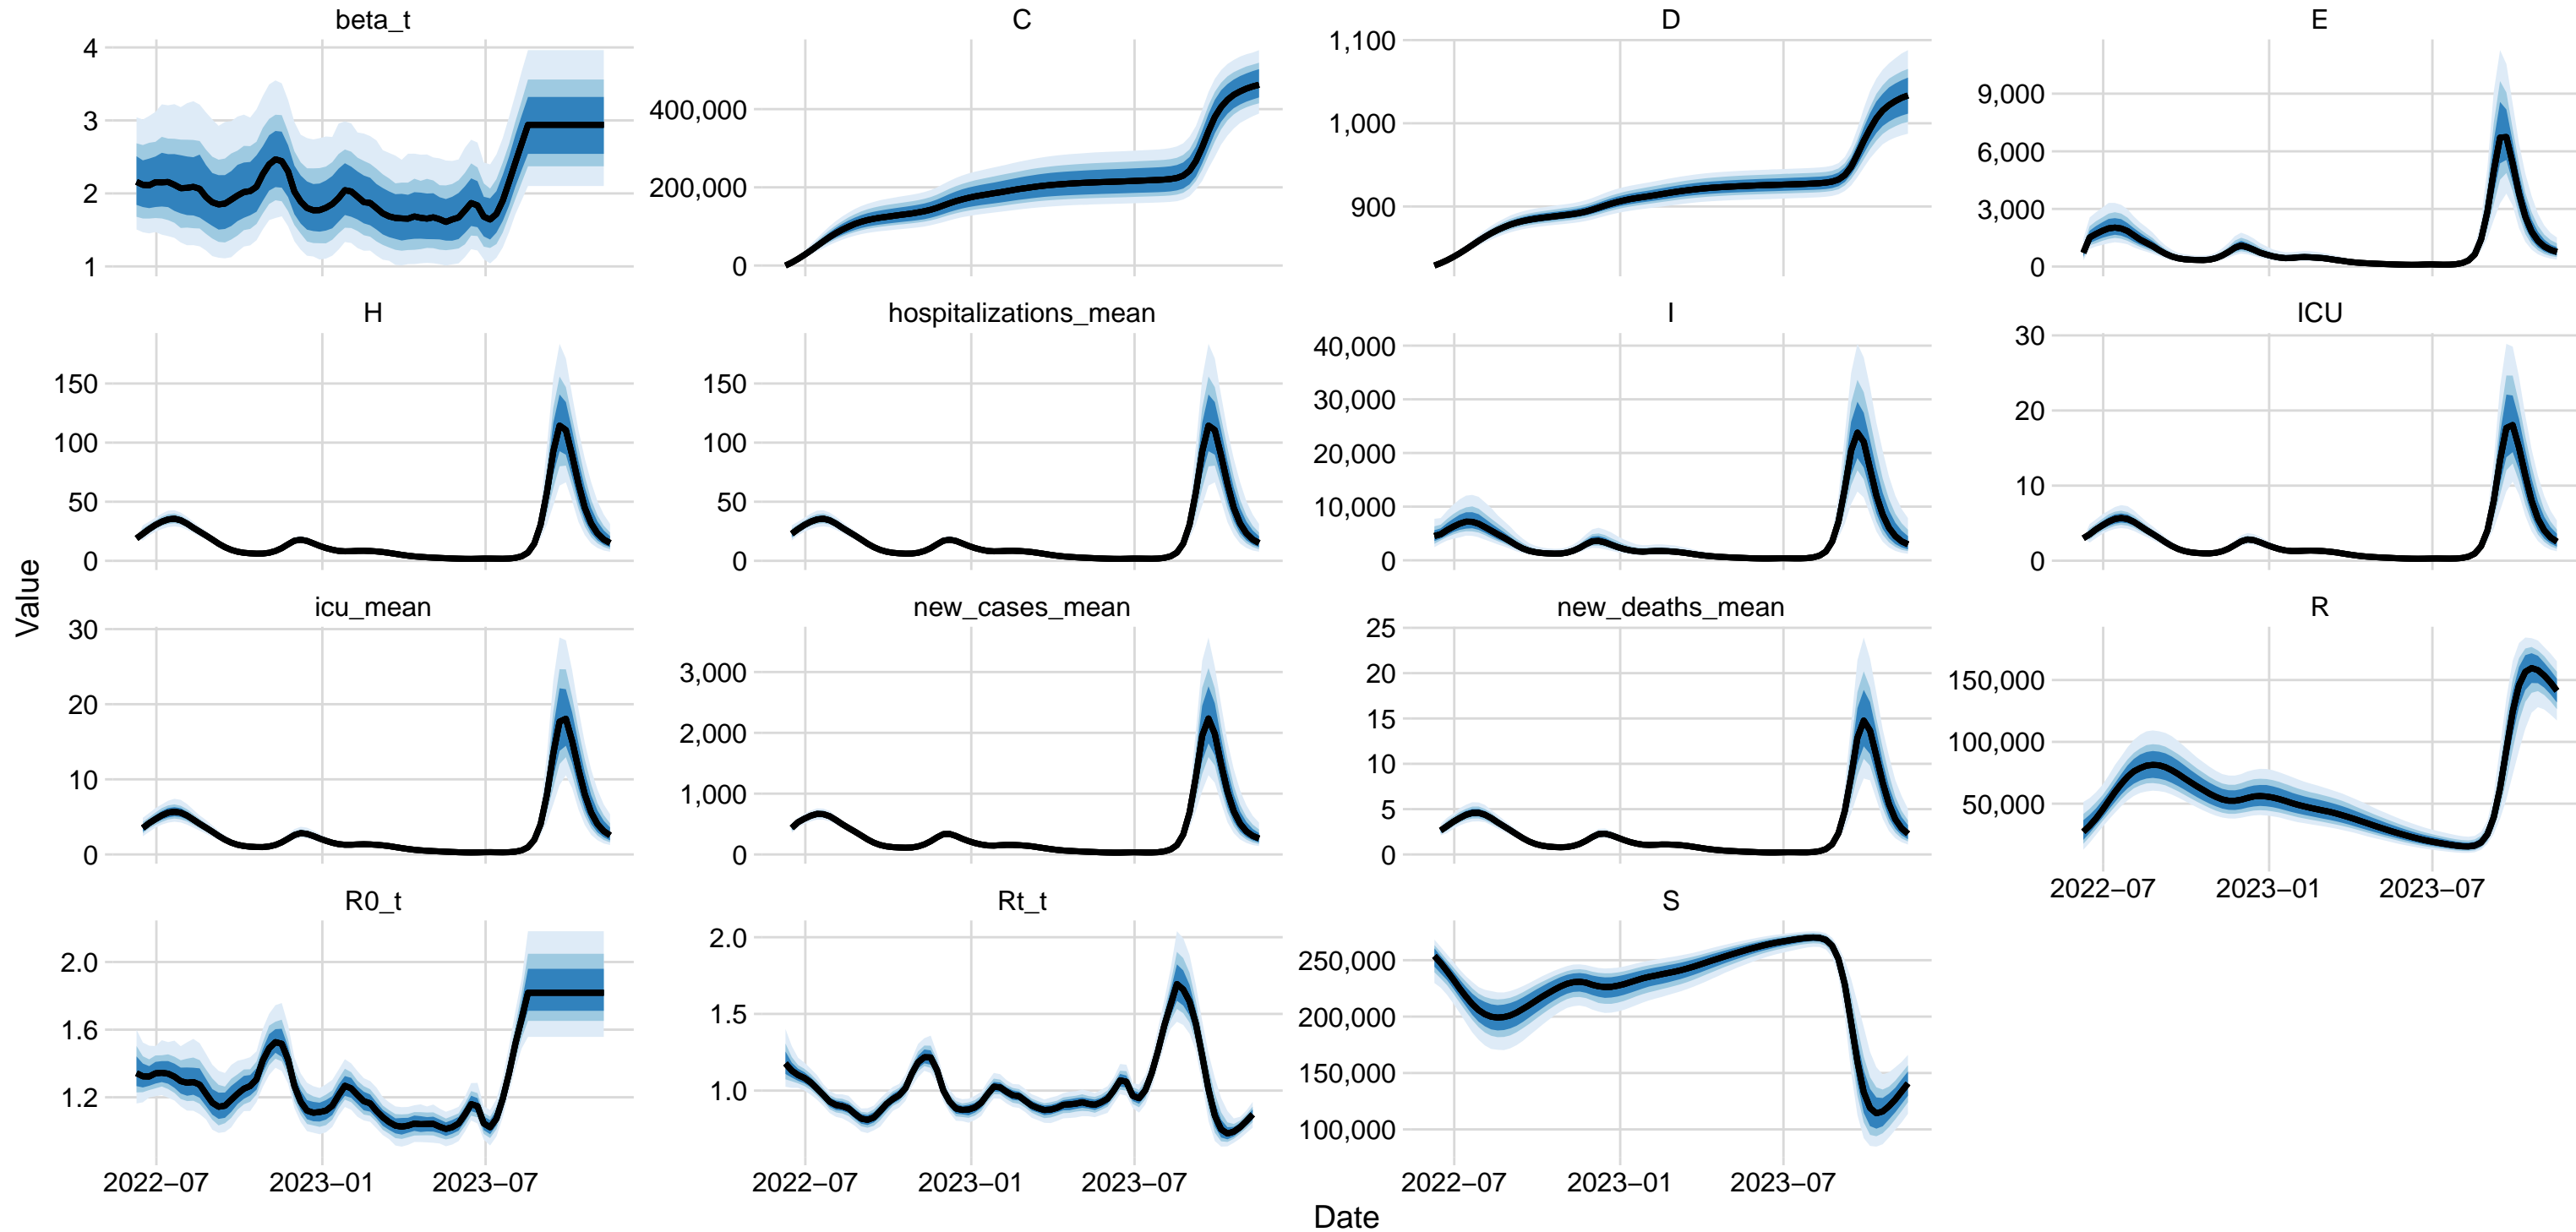 beta_t
4
3
2
1
C
400,000
200,000
0
D
1,100
1,000
900
E
9,000
6,000
3,000
0
H
150
100
50
0
hospitalizations_mean
150
100
50
0
I
40,000
30,000
20,000
10,000
0
ICU
30
20
10
0
Value
icu_mean
30
20
10
0
new_cases_mean
3,000
2,000
1,000
0
new_deaths_mean
25
20
15
10
5
0
R
150,000
100,000
50,000
2022−07 2023−01 2023−07
R0_t
2.0
1.6
1.2
2022−07 2023−01 2023−07
Rt_t
2.0
1.5
1.0
2022−07 2023−01 2023−07
S
250,000
200,000
150,000
100,000
2022−07 2023−01 2023−07
Date